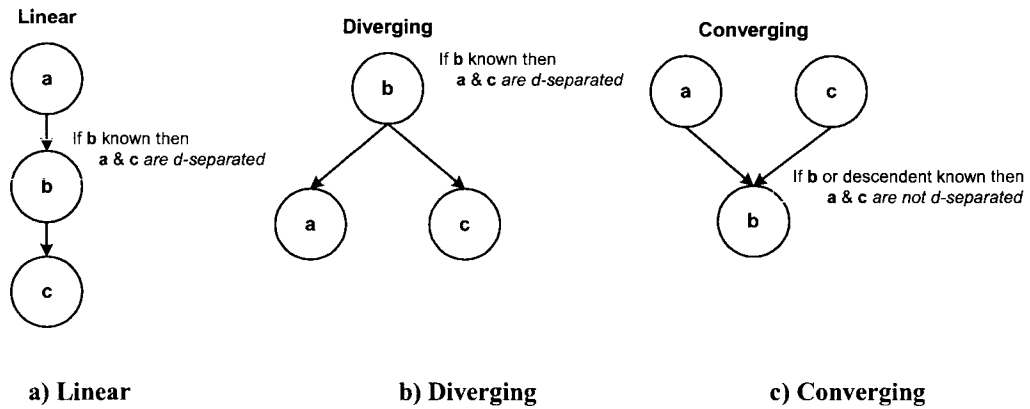 Linear
a
If b known then
a & c are d-separated
b
c
Diverging
If b known then
a & c are d-separated
b
a
c
Converging
a
c
If b or descendent known then
a & c are not d-separated
b
a) Linear
b) Diverging
c) Converging